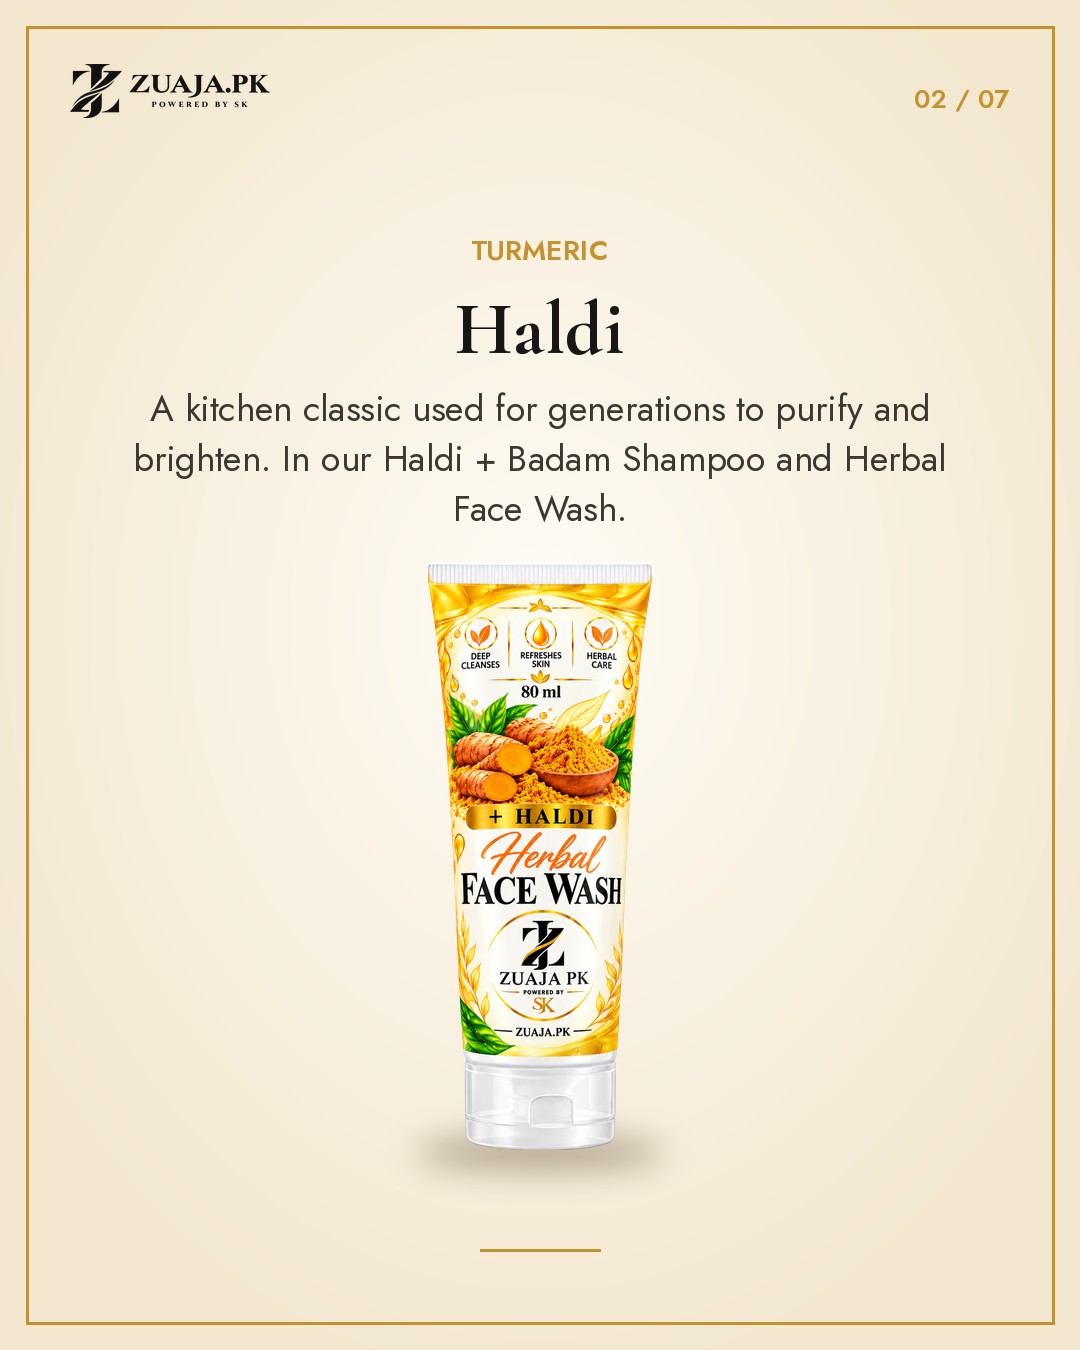 ZUAJA.PK
POWERED BY SK
02 / 07
TURMERIC
Haldi
A kitchen classic used for generations to purify and
brighten. In our Haldi + Badam Shampoo and Herbal
Face Wash.
DEEP
CLEANSES
REFRESHES
SKIN
HERBAL
CARE
80 ml
+ HALDI
Herbal
FACE WASH
ZUAJA PK
POWERED BY
SK
ZUAJA.PK